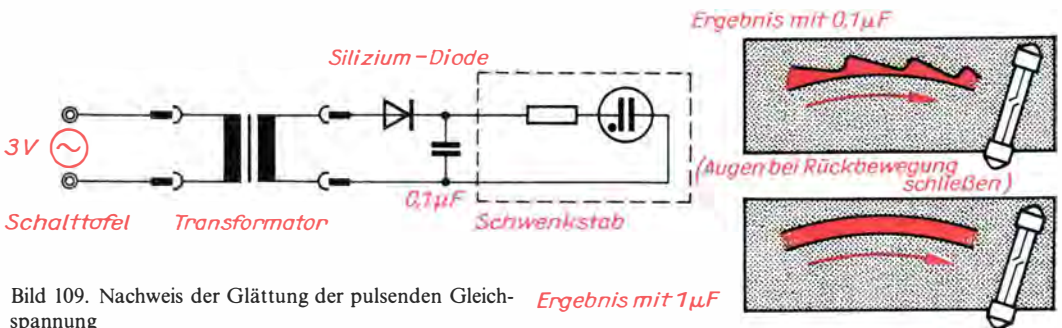 Ergebnis mit 0,1µF
Silizium-Diode
3V
0,1µF
(Augen bei Rückbewegung
schließen)
Schalttafel Transformator Schwenkstab
Bild 109. Nachweis der Glättung der pulsenden Gleich-
spannung
Ergebnis mit 1µF